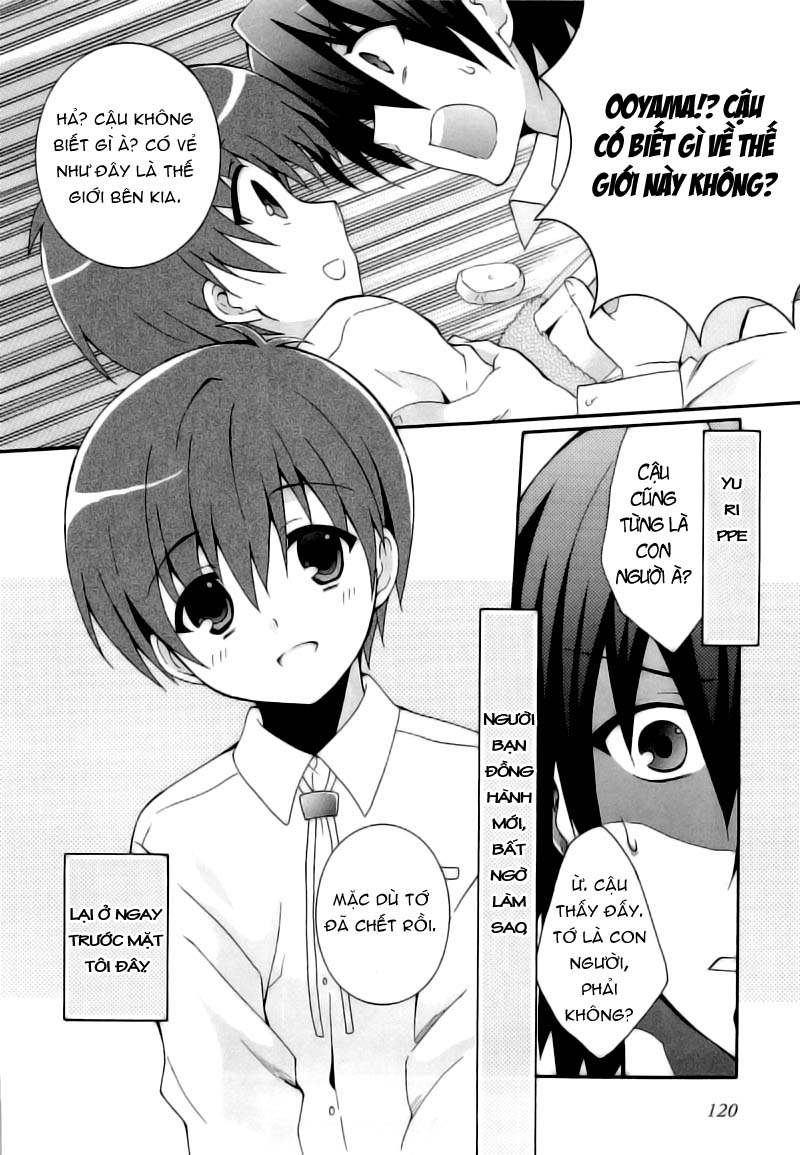 OOYAMA!? CẬU
CÓ BIẾT GÌ VỀ THẾ
GIỚI NÀY KHÔNG?
HẢ? CẬU KHÔNG
BIẾT GÌ À? CÓ VẺ
NHƯ ĐÂY LÀ THẾ
GIỚI BÊN KIA.
YU
RI
PPE
CẬU
CŨNG
TỪNG LÀ
CON
NGƯỜI À?
Ừ. CẬU
THẤY ĐẤY.
TỚ LÀ CON
NGƯỜI,
PHẢI
KHÔNG?
NGƯỜI
BẠN
ĐỒNG
HÀNH
MỚI,
BẤT
NGỜ
LÀM
SAO,
MẶC DÙ TỚ
ĐÃ CHẾT RỒI.
LẠI Ở NGAY
TRƯỚC MẶT
TÔI ĐÂY.
120